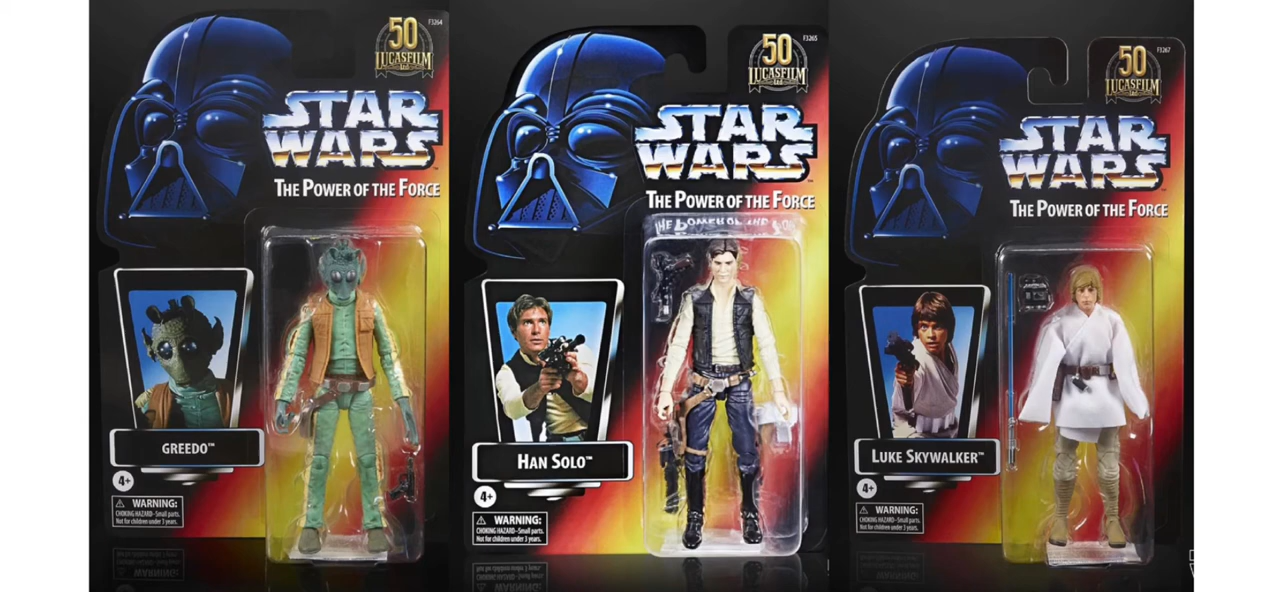 F3264
50
LUCASFILM
Ltd
STAR
WARS
THE POWER OF THE FORCE
GREEDO™
4+
WARNING:
CHOKING HAZARD-Small parts.
Not for children under 3 years.
F3265
50
LUCASFILM
Ltd
STAR
WARS
THE POWER OF THE FORCE
HAN SOLO™
4+
WARNING:
CHOKING HAZARD-Small parts.
Not for children under 3 years.
F3267
50
LUCASFILM
Ltd
STAR
WARS
THE POWER OF THE FORCE
LUKE SKYWALKER™
4+
WARNING:
CHOKING HAZARD-Small parts.
Not for children under 3 years.